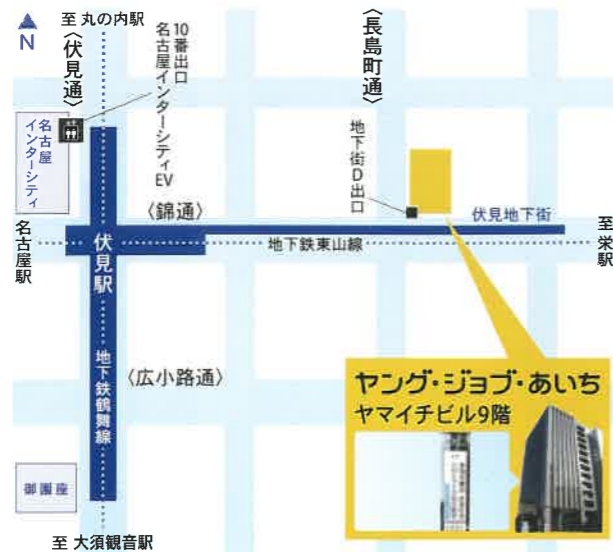 N
至 丸の内駅
〈伏見通〉
10番出口
名古屋インターシティEV
〈長島町通〉
名古屋
インターシティ
地下街D出口
〈錦通〉
伏見地下街
名古屋駅
伏見駅
地下鉄東山線
至 栄駅
地下鉄鶴舞線
〈広小路通〉
ヤング・ジョブ・あいち
ヤマイチビル9階
御園座
至 大須観音駅